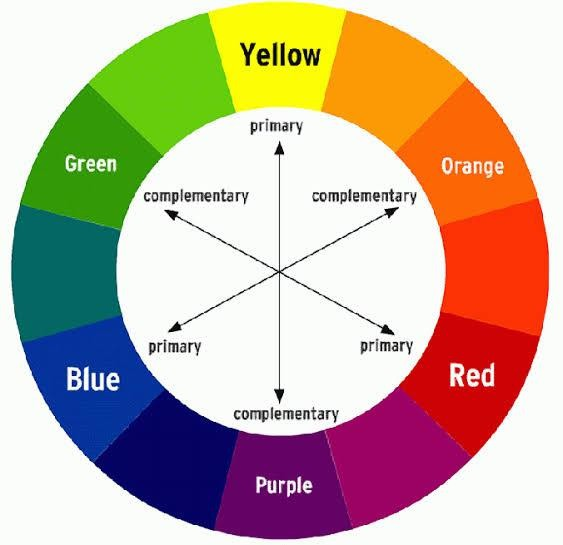 Yellow
primary
Green
Orange
complementary
complementary
primary
primary
Blue
Red
complementary
Purple